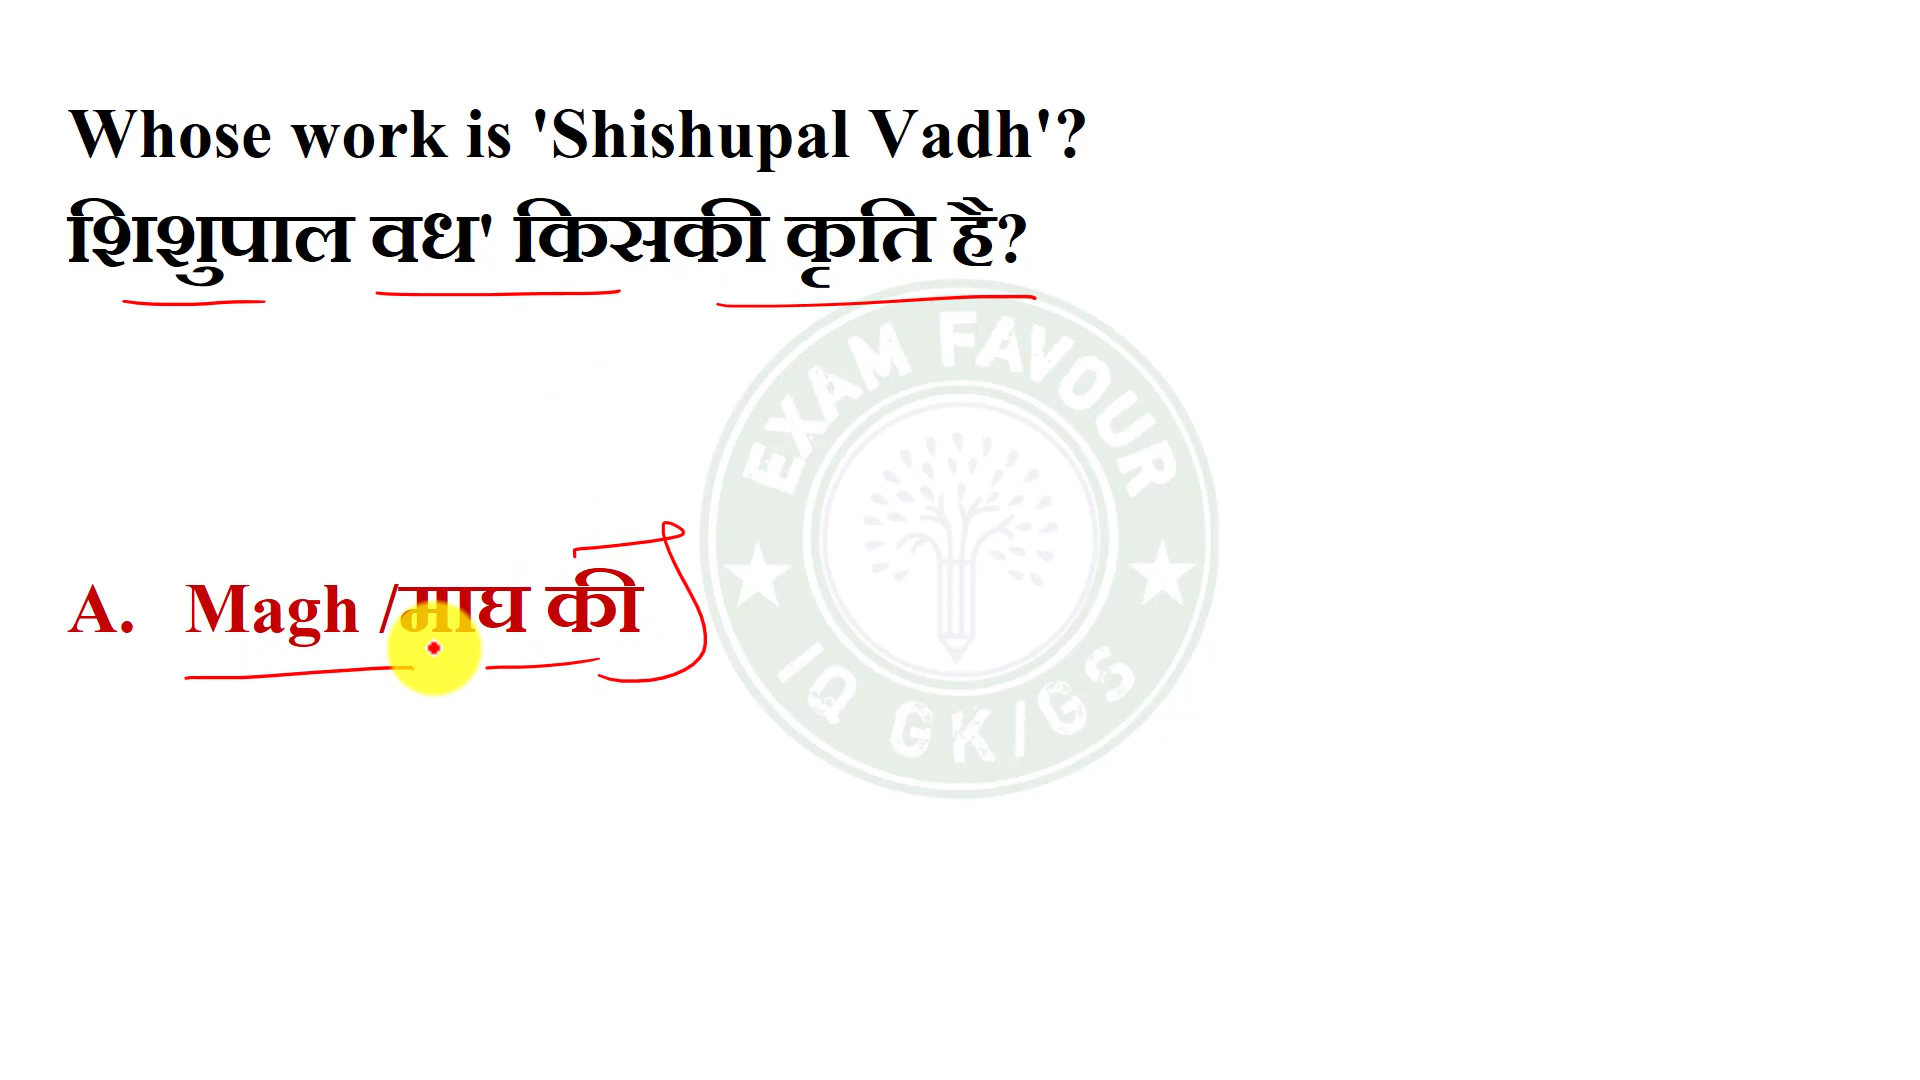 Whose work is 'Shishupal Vadh'?
शिशुपाल वध' किसकी कृति है?
EXAM FAVOUR
A. Magh /माघ की
IQ GK/GS